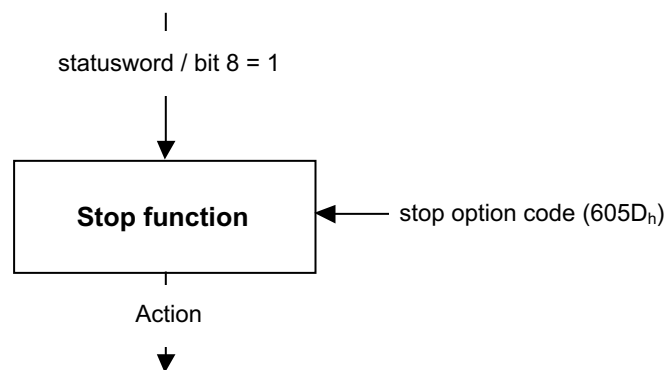 statusword / bit 8 = 1
Stop function
stop option code (605Dₕ)
Action